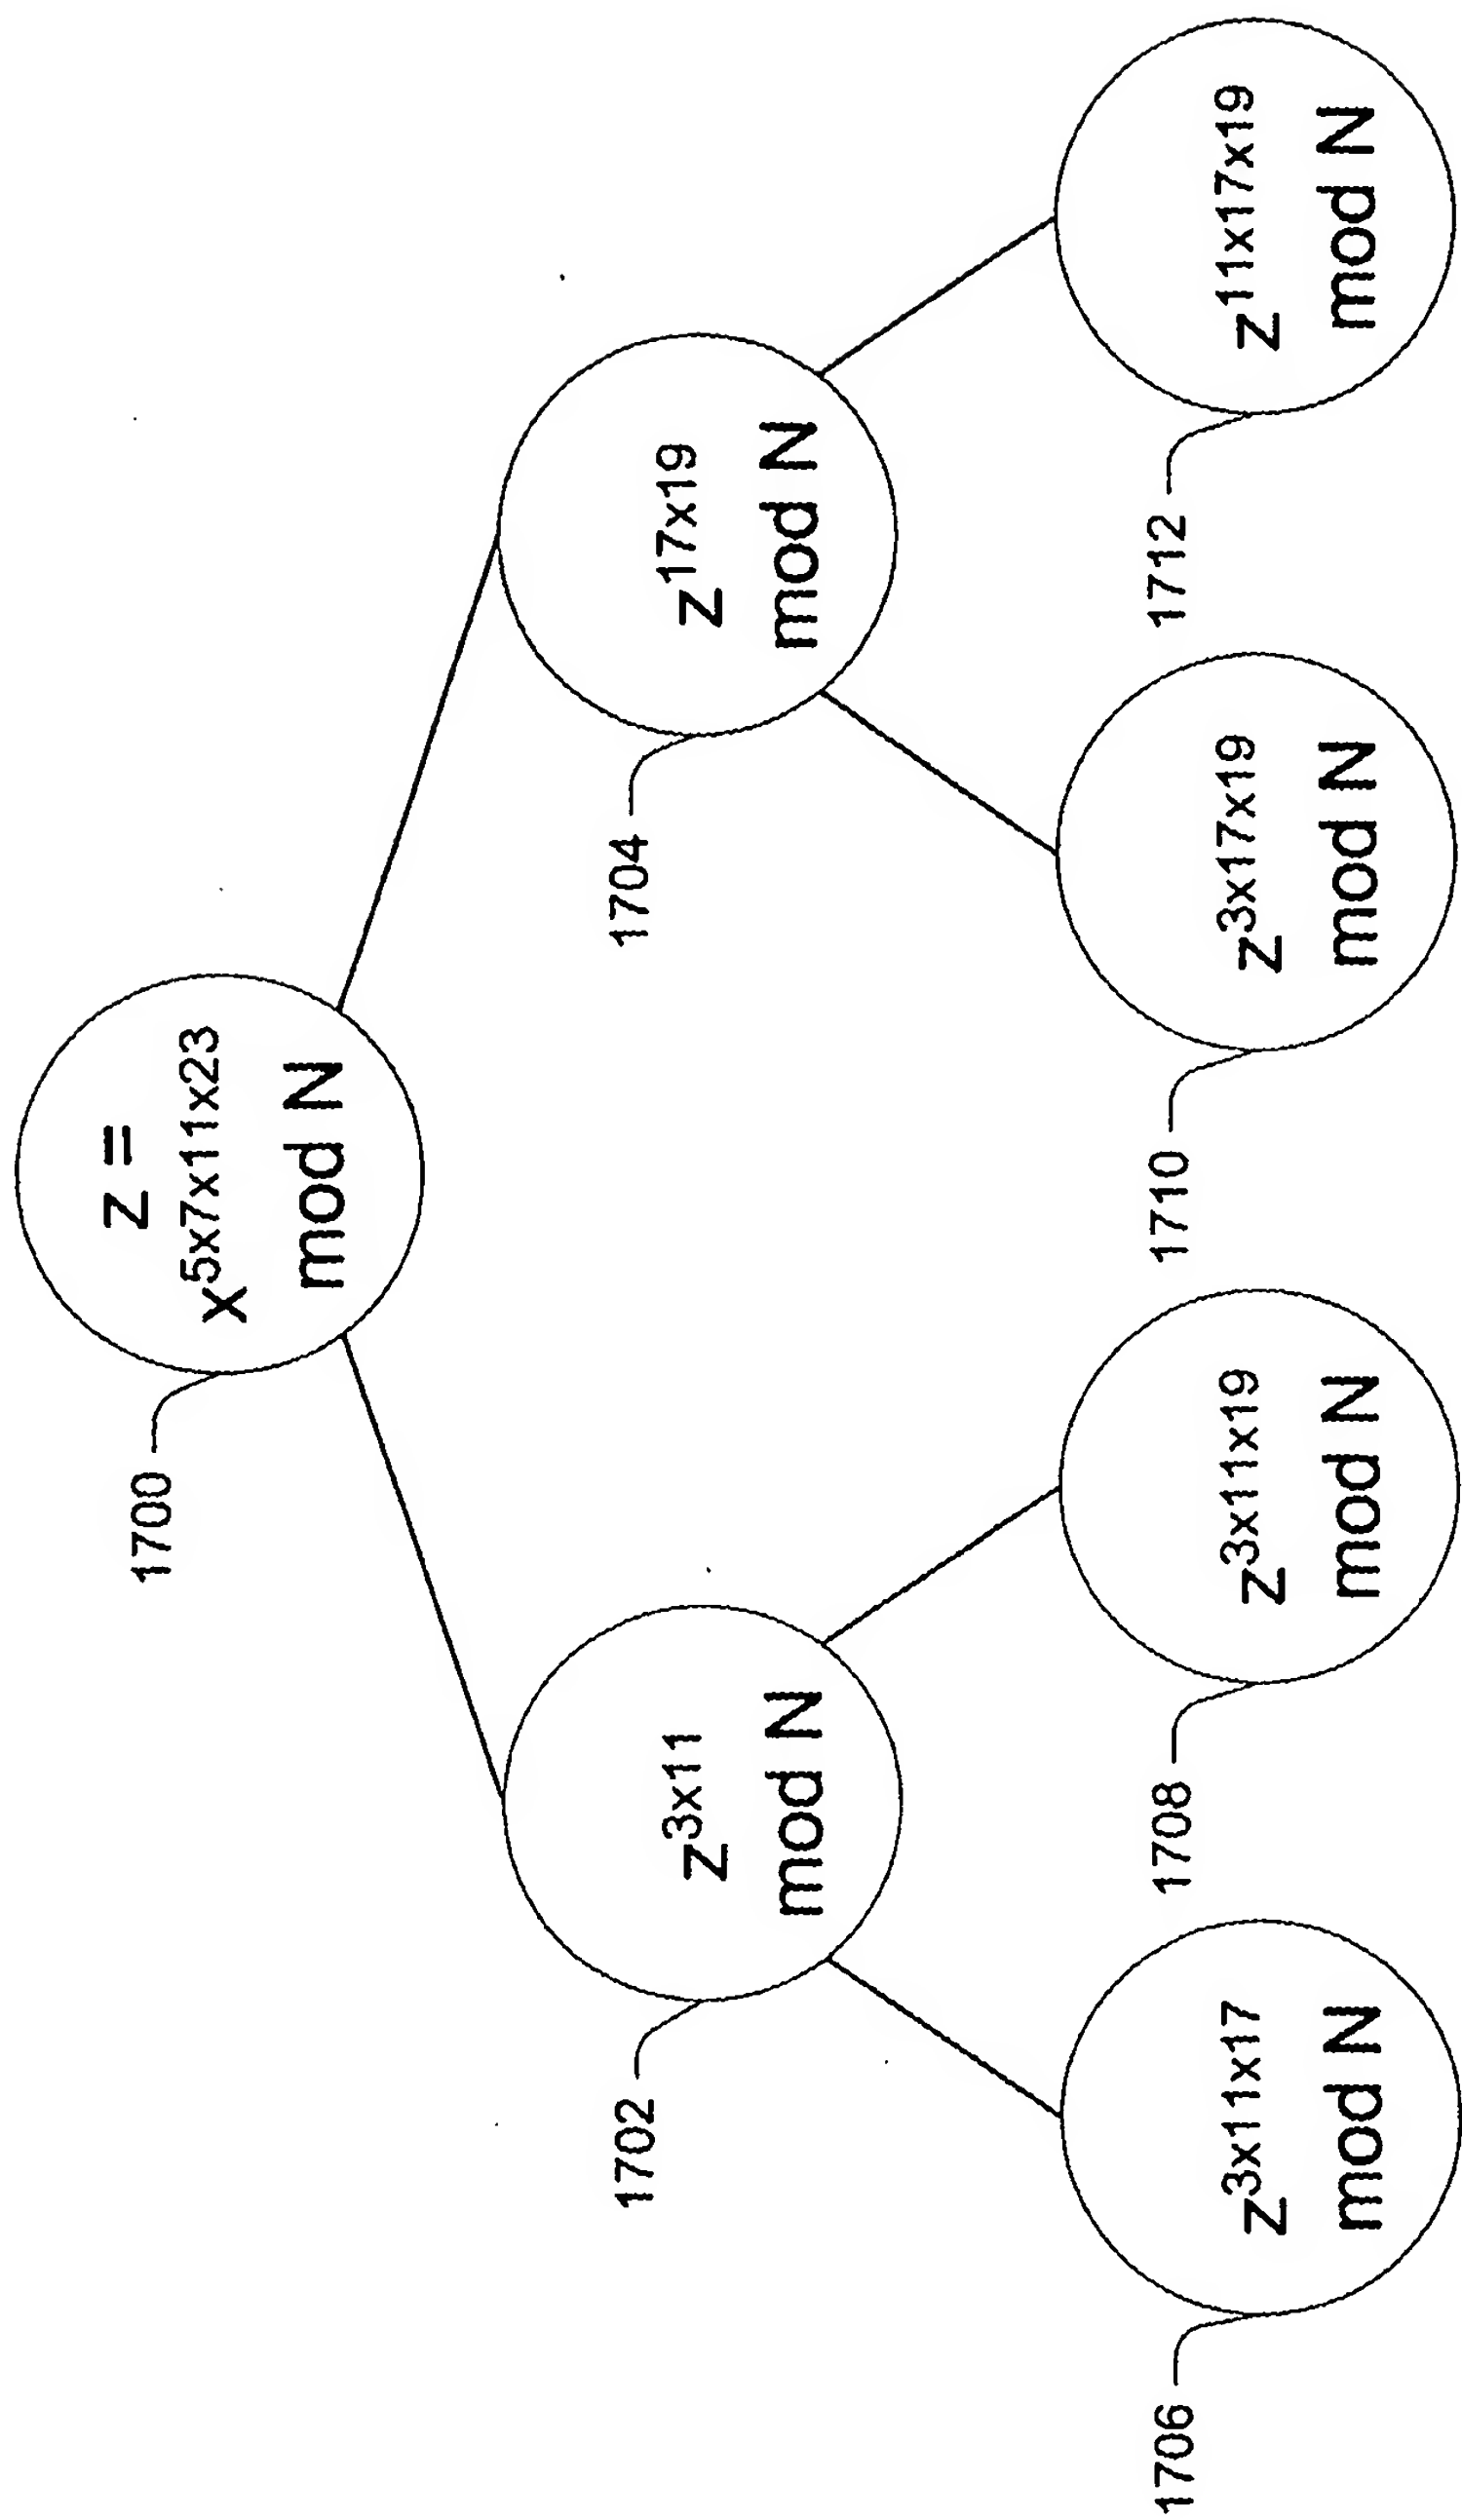 1700
z =
x^5x7x11x23
mod N
1702
z^3x11
mod N
1704
z^17x19
mod N
1706
z^3x11x17
mod N
1708
z^3x11x19
mod N
1710
z^3x17x19
mod N
1712
z^11x17x19
mod N